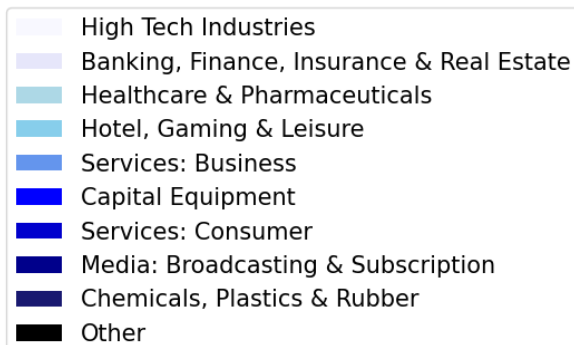 High Tech Industries
Banking, Finance, Insurance & Real Estate
Healthcare & Pharmaceuticals
Hotel, Gaming & Leisure
Services: Business
Capital Equipment
Services: Consumer
Media: Broadcasting & Subscription
Chemicals, Plastics & Rubber
Other